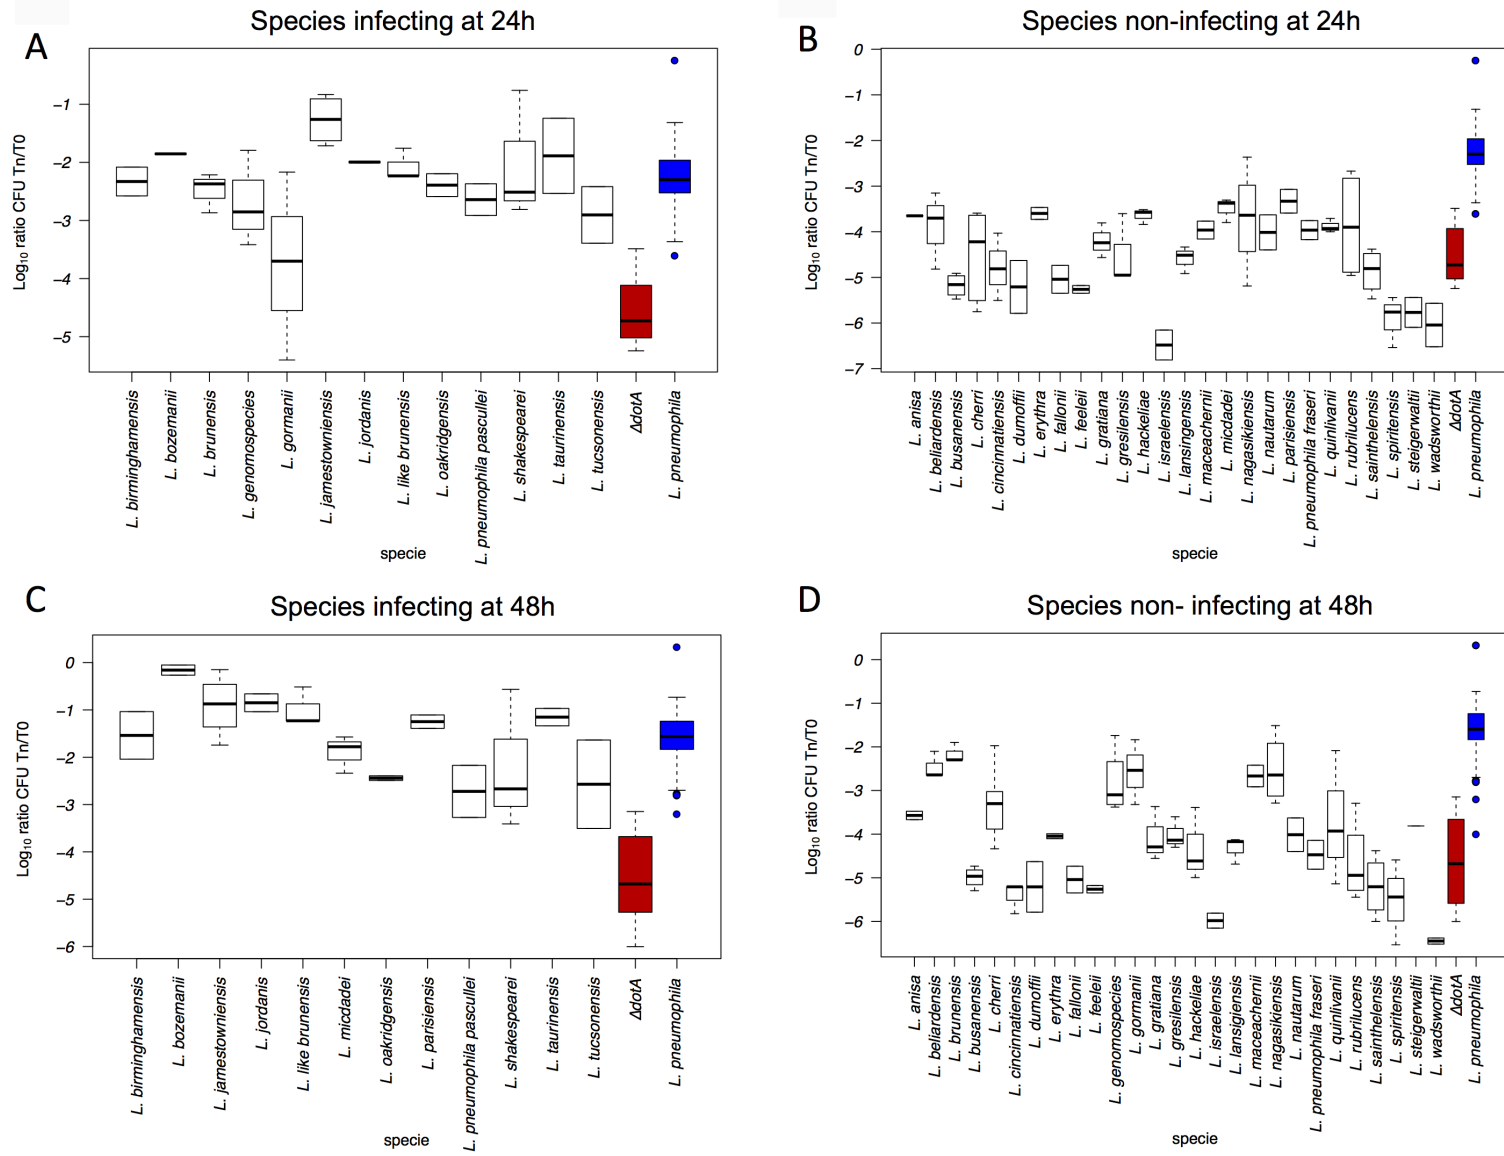 Species infecting at 24h
A
Log10 ratio CFU Tn/T0
−1
−2
−3
−4
−5
L. birminghamensis
L. bozemanii
L. brunensis
L. genomospecies
L. gormanii
L. jamestowniensis
L. jordanis
L. like brunensis
L. oakridgensis
L. pneumophila pascullei
L. shakespearei
L. taurinensis
L. tucsonensis
ΔdotA
L. pneumophila
specie
Species non-infecting at 24h
B
Log10 ratio CFU Tn/T0
0
−1
−2
−3
−4
−5
−6
−7
L. anisa
L. beliardensis
L. busanensis
L. cherri
L. cincinnatiensis
L. dumoffii
L. erythra
L. fallonii
L. feeleii
L. gratiana
L. gresilensis
L. hackeliae
L. israelensis
L. lansingensis
L. maceachernii
L. micdadei
L. nagasikiensis
L. nautarum
L. parisiensis
L. pneumophila fraseri
L. quinlivanii
L. rubrilucens
L. sainthelensis
L. spiritensis
L. steigerwaltii
L. wadsworthii
ΔdotA
L. pneumophila
specie
Species infecting at 48h
C
Log10 ratio CFU Tn/T0
0
−1
−2
−3
−4
−5
−6
L. birminghamensis
L. bozemanii
L. jamestowniensis
L. jordanis
L. like brunensis
L. micdadei
L. oakridgensis
L. parisiensis
L. pneumophila pascullei
L. shakespearei
L. taurinensis
L. tucsonensis
ΔdotA
L. pneumophila
specie
Species non- infecting at 48h
D
Log10 ratio CFU Tn/T0
0
−1
−2
−3
−4
−5
−6
L. anisa
L. beliardensis
L. brunensis
L. busanensis
L. cherri
L. cincinnatiensis
L. dumoffii
L. erythra
L. fallonii
L. feeleii
L. genomospecies
L. gormanii
L. gratiana
L. gresilensis
L. hackeliae
L. israelensis
L. lansigiensis
L. maceachernii
L. nagasikiensis
L. nautarum
L. pneumophila fraseri
L. quinlivanii
L. rubrilucens
L. sainthelensis
L. spiritensis
L. steigerwaltii
L. wadsworthii
ΔdotA
L. pneumophila
specie